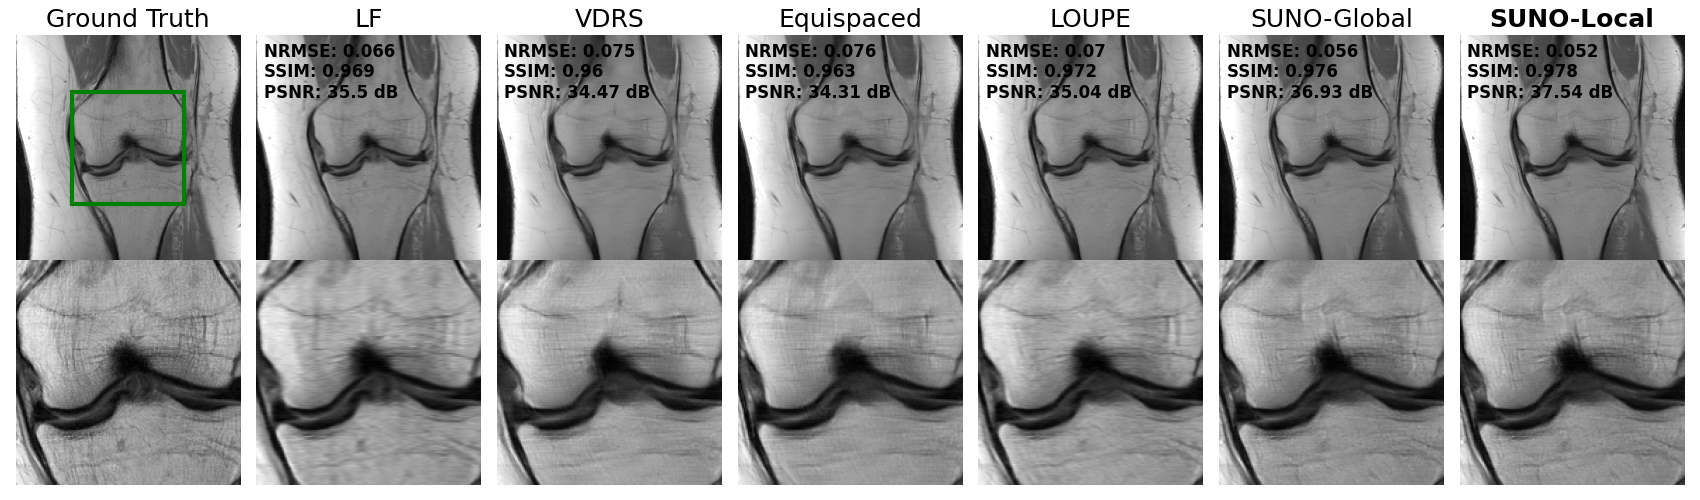 Ground Truth
LF
VDRS
Equispaced
LOUPE
SUNO-Global
SUNO-Local
NRMSE: 0.066
SSIM: 0.969
PSNR: 35.5 dB
NRMSE: 0.075
SSIM: 0.96
PSNR: 34.47 dB
NRMSE: 0.076
SSIM: 0.963
PSNR: 34.31 dB
NRMSE: 0.07
SSIM: 0.972
PSNR: 35.04 dB
NRMSE: 0.056
SSIM: 0.976
PSNR: 36.93 dB
NRMSE: 0.052
SSIM: 0.978
PSNR: 37.54 dB